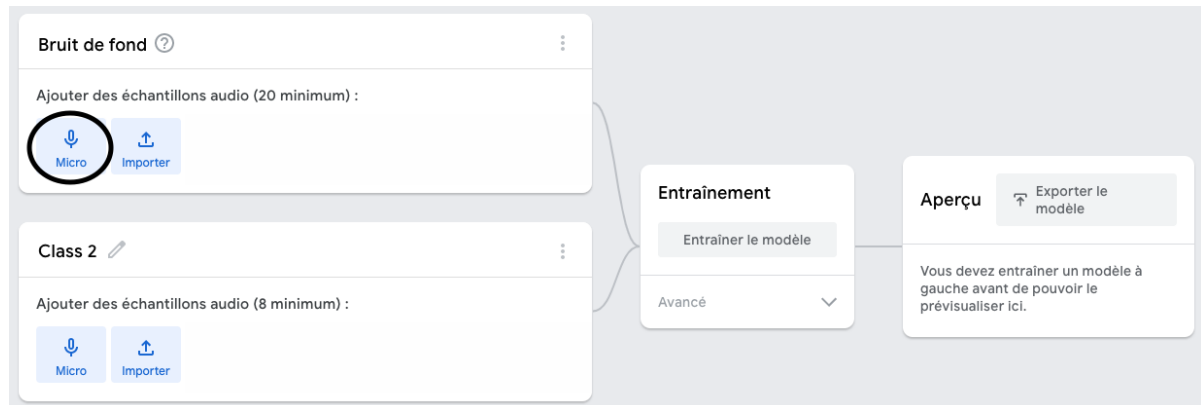 Bruit de fond
Ajouter des échantillons audio (20 minimum) :
Micro
Importer
Class 2
Ajouter des échantillons audio (8 minimum) :
Micro
Importer
Entraînement
Entraîner le modèle
Avancé
Aperçu
Exporter le
modèle
Vous devez entraîner un modèle à
gauche avant de pouvoir le
prévisualiser ici.